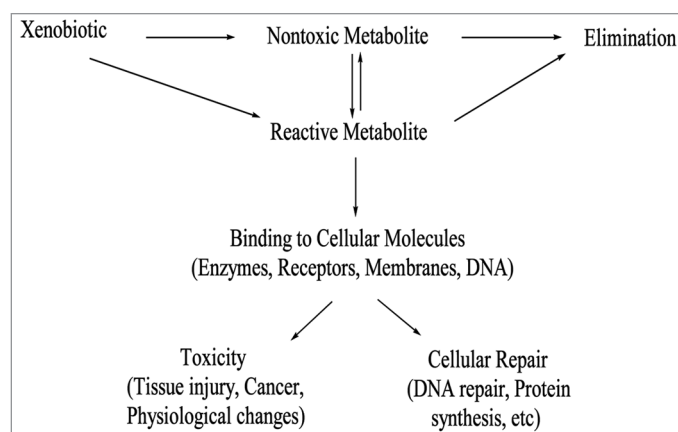 Xenobiotic
Nontoxic Metabolite
Elimination
Reactive Metabolite
Binding to Cellular Molecules
(Enzymes, Receptors, Membranes, DNA)
Toxicity
(Tissue injury, Cancer,
Physiological changes)
Cellular Repair
(DNA repair, Protein
synthesis, etc)